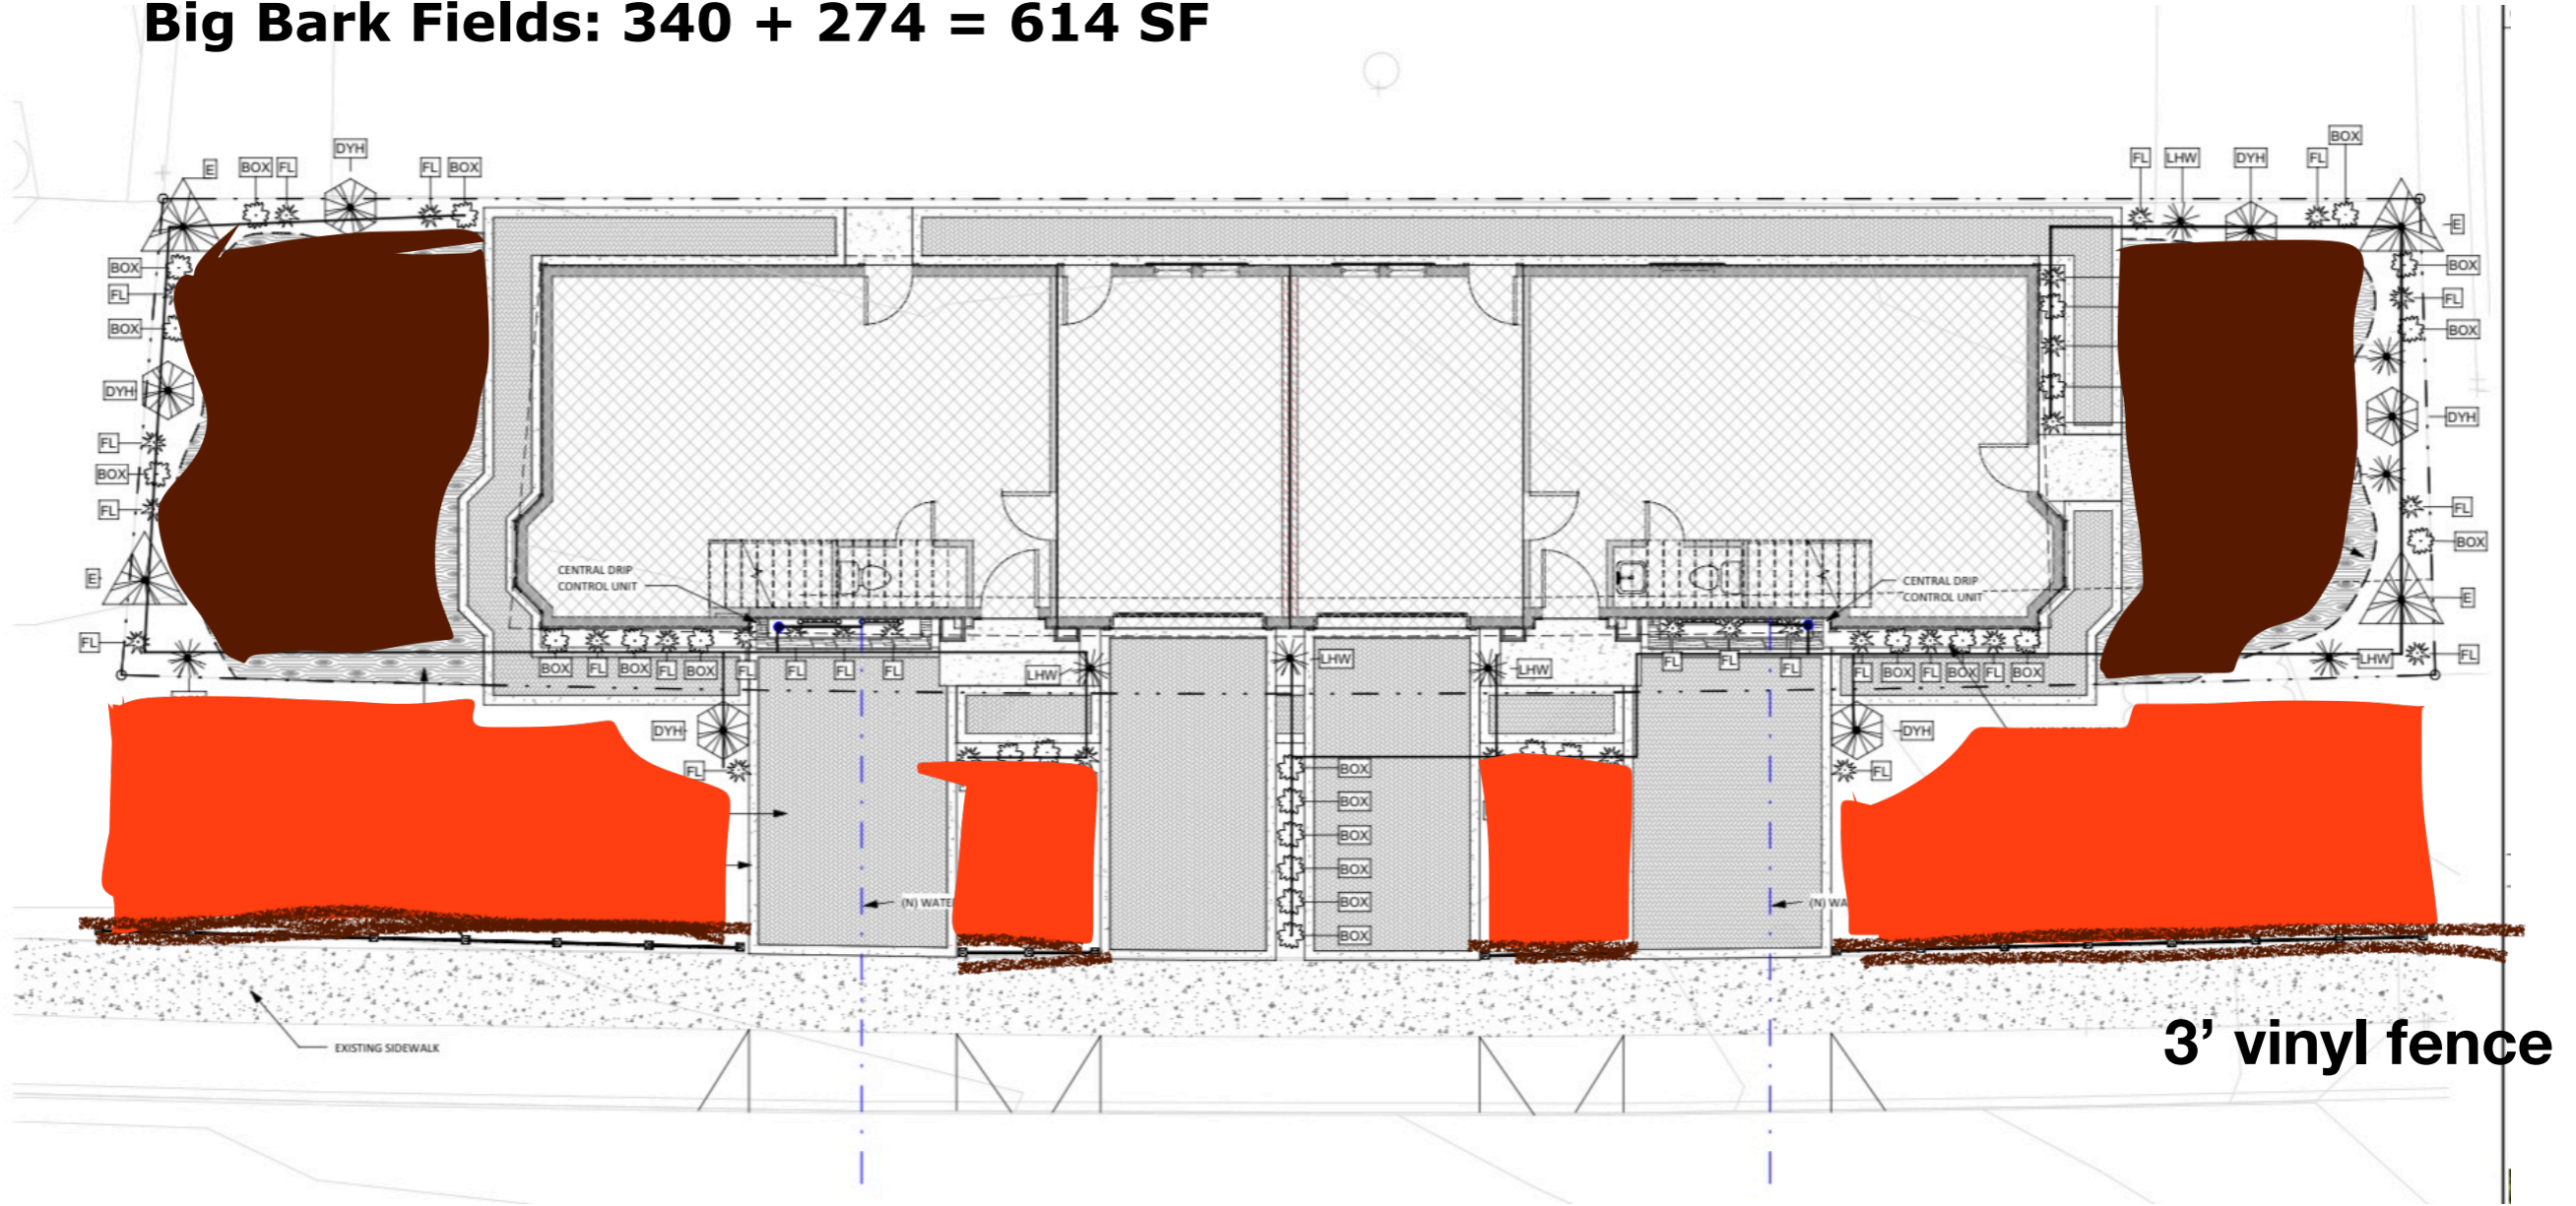 Big Bark Fields: 340 + 274 = 614 SF
BOX
DYH
FL LHW DYH FL
E BOX FL FL BOX
E
BOX BOX
FL FL
BOX BOX
DYH DYH
FL
BOX
FL FL
BOX
CENTRAL DRIP
CONTROL UNIT
CENTRAL DRIP
CONTROL UNIT
E E
FL FL
BOX FL BOX FL BOX FL FL FL FL LHW LHW LHW FL FL FL FL BOX FL BOX FL BOX LHW
DYH DYH
FL FL
BOX
BOX
BOX
BOX
BOX
BOX
(N) WATE (N) WA
EXISTING SIDEWALK
3’ vinyl fence